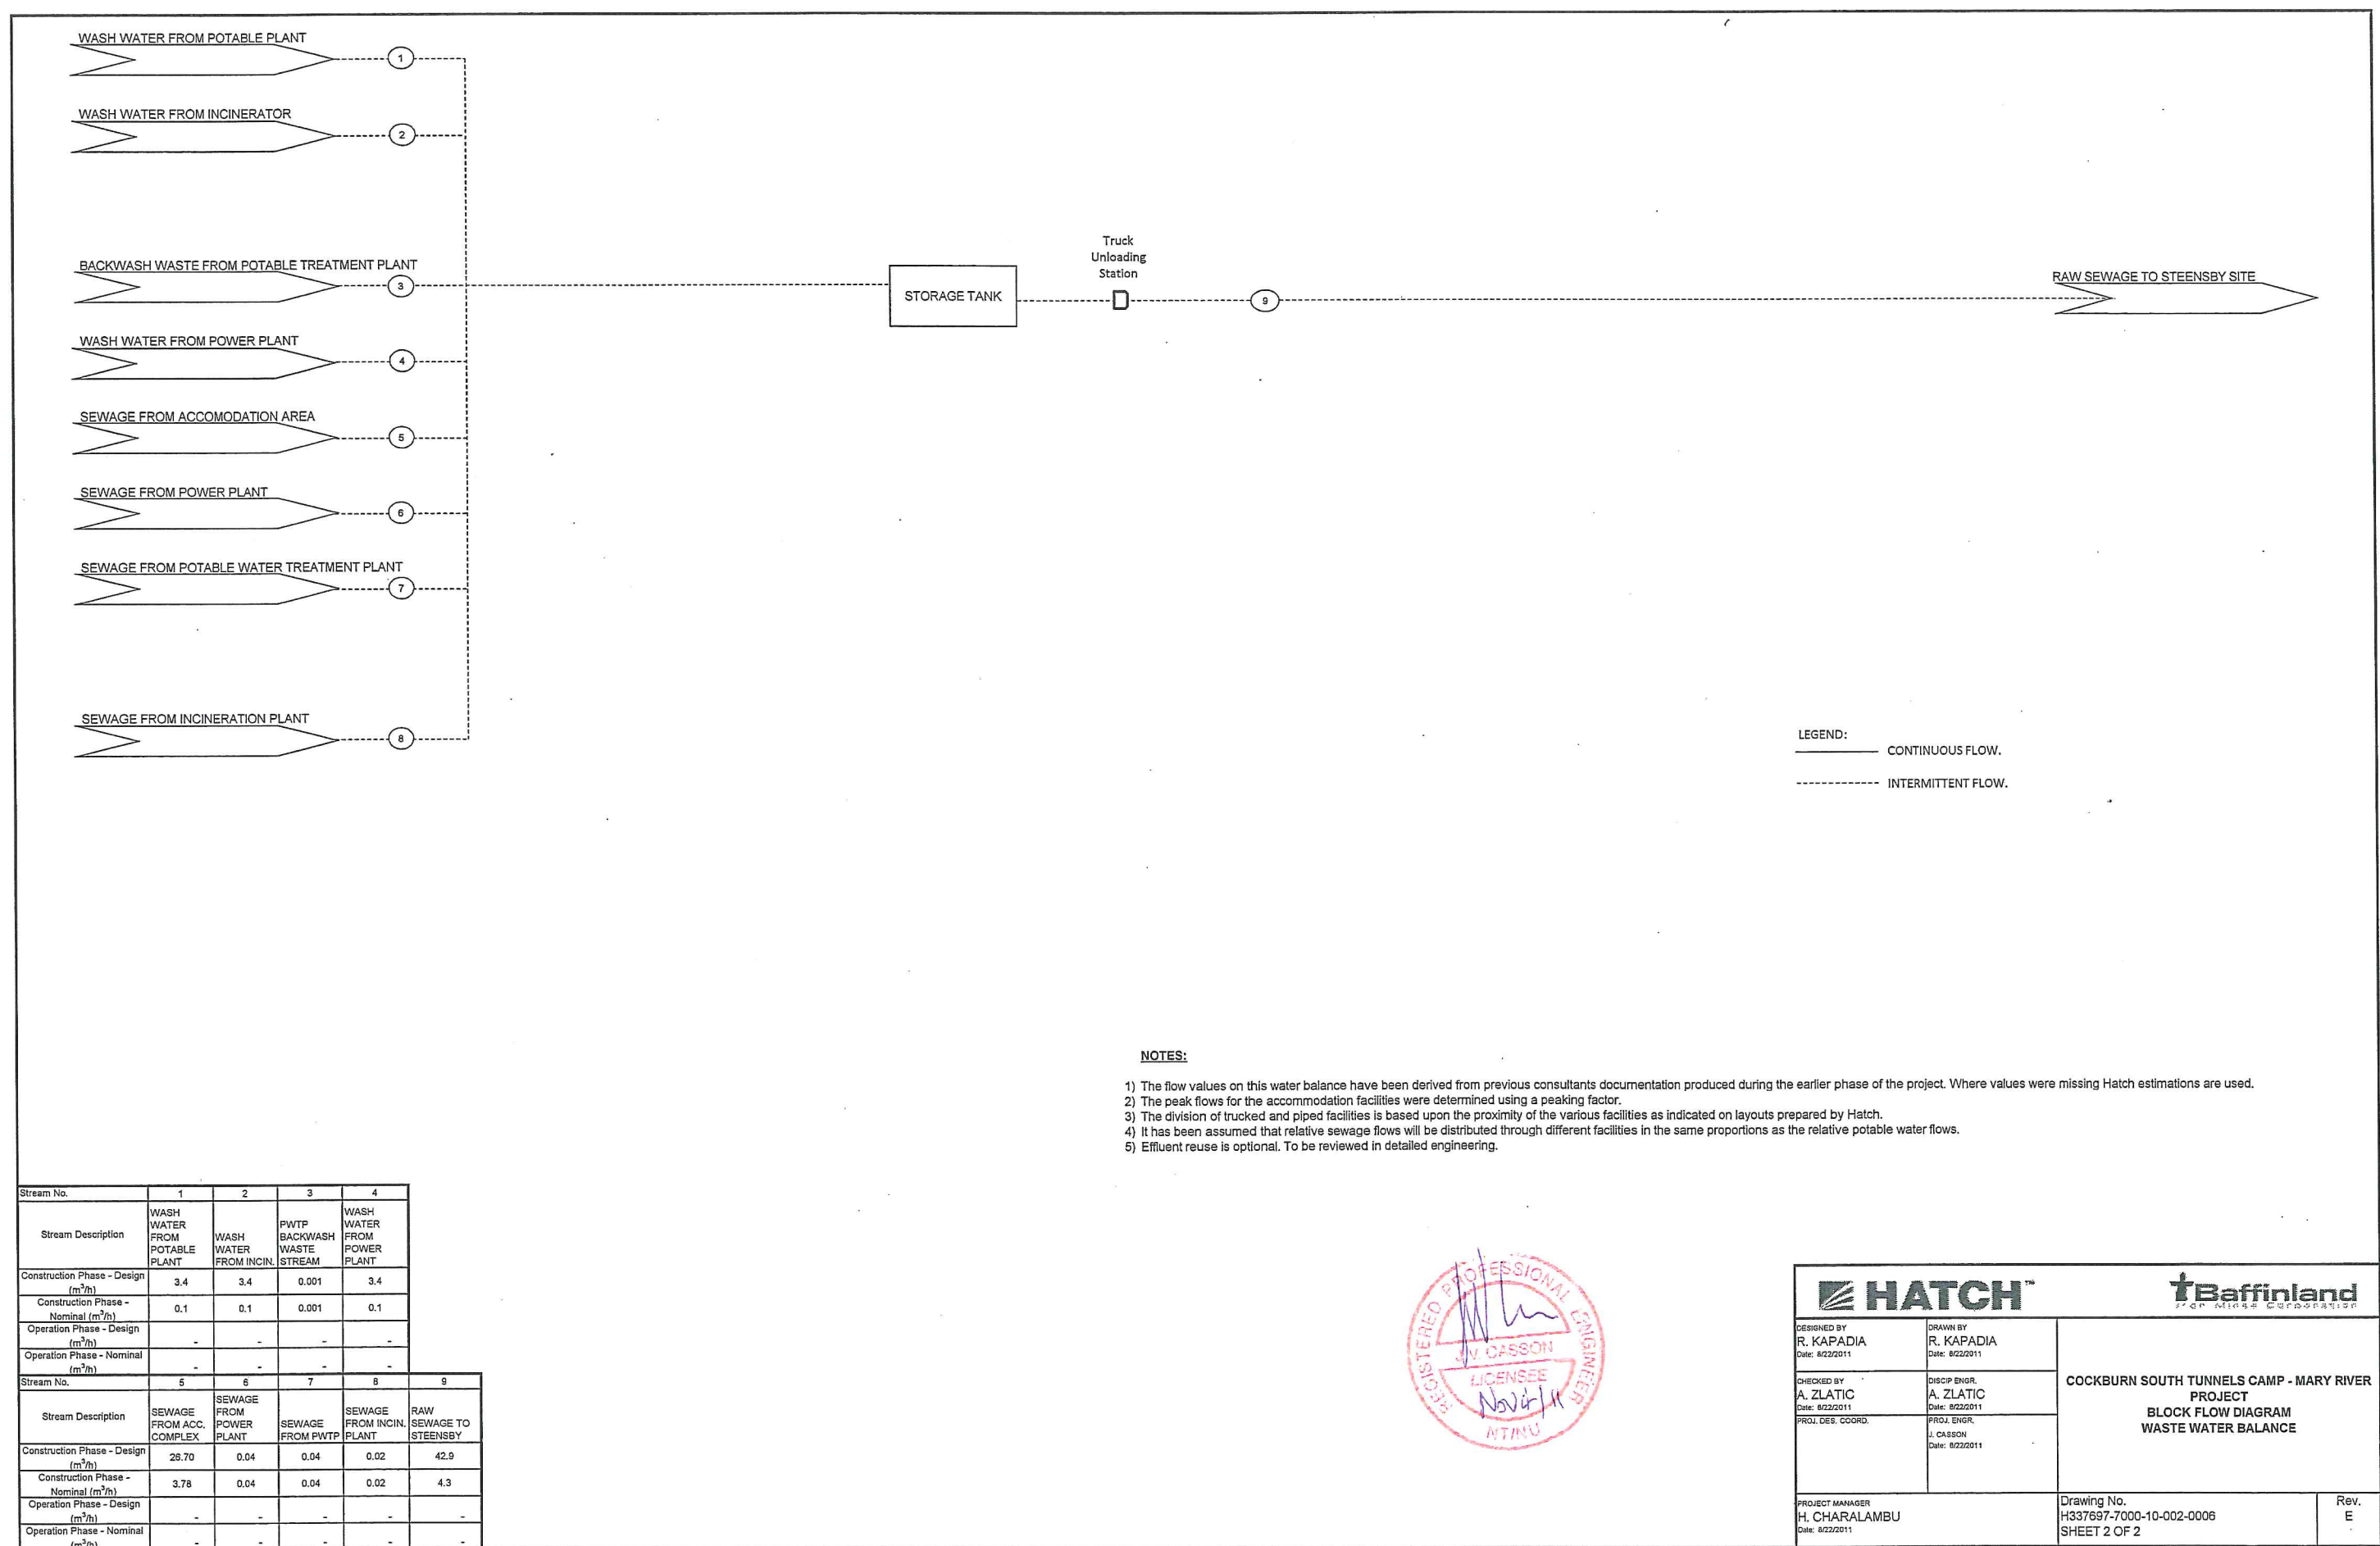 WASH WATER FROM POTABLE PLANT
1
WASH WATER FROM INCINERATOR
2
BACKWASH WASTE FROM POTABLE TREATMENT PLANT
3
WASH WATER FROM POWER PLANT
4
SEWAGE FROM ACCOMODATION AREA
5
SEWAGE FROM POWER PLANT
6
SEWAGE FROM POTABLE WATER TREATMENT PLANT
7
SEWAGE FROM INCINERATION PLANT
8
STORAGE TANK
Truck
Unloading
Station
9
RAW SEWAGE TO STEENSBY SITE
LEGEND:
CONTINUOUS FLOW.
INTERMITTENT FLOW.
NOTES:
1) The flow values on this water balance have been derived from previous consultants documentation produced during the earlier phase of the project. Where values were missing Hatch estimations are used.
2) The peak flows for the accommodation facilities were determined using a peaking factor.
3) The division of trucked and piped facilities is based upon the proximity of the various facilities as indicated on layouts prepared by Hatch.
4) It has been assumed that relative sewage flows will be distributed through different facilities in the same proportions as the relative potable water flows.
5) Effluent reuse is optional. To be reviewed in detailed engineering.
Stream No. 1 2 3 4
Stream Description
WASH WATER FROM POTABLE PLANT
WASH WATER FROM INCIN.
PWTP BACKWASH WASTE STREAM
WASH WATER FROM POWER PLANT
Construction Phase - Design (m³/h) 3.4 3.4 0.001 3.4
Construction Phase - Nominal (m³/h) 0.1 0.1 0.001 0.1
Operation Phase - Design (m³/h) - - - -
Operation Phase - Nominal (m³/h) - - - -
Stream No. 5 6 7 8 9
Stream Description
SEWAGE FROM ACC. COMPLEX
SEWAGE FROM POWER PLANT
SEWAGE FROM PWTP
SEWAGE FROM INCIN. PLANT
RAW SEWAGE TO STEENSBY
Construction Phase - Design (m³/h) 26.70 0.04 0.04 0.02 42.9
Construction Phase - Nominal (m³/h) 3.78 0.04 0.04 0.02 4.3
Operation Phase - Design (m³/h) - - - - -
Operation Phase - Nominal (m³/h) - - - - -
REGISTERED PROFESSIONAL ENGINEER
J.V. CASSON
LICENSEE
Nov 4/11
NT/NU
HATCH™
Baffinland
Iron Mines Corporation
DESIGNED BY
R. KAPADIA
Date: 8/22/2011
DRAWN BY
R. KAPADIA
Date: 8/22/2011
CHECKED BY
A. ZLATIC
Date: 8/22/2011
DISCIP ENGR.
A. ZLATIC
Date: 8/22/2011
PROJ. DES. COORD.
PROJ. ENGR.
J. CASSON
Date: 8/22/2011
COCKBURN SOUTH TUNNELS CAMP - MARY RIVER
PROJECT
BLOCK FLOW DIAGRAM
WASTE WATER BALANCE
PROJECT MANAGER
H. CHARALAMBU
Date: 8/22/2011
Drawing No.
H337697-7000-10-002-0006
SHEET 2 OF 2
Rev.
E